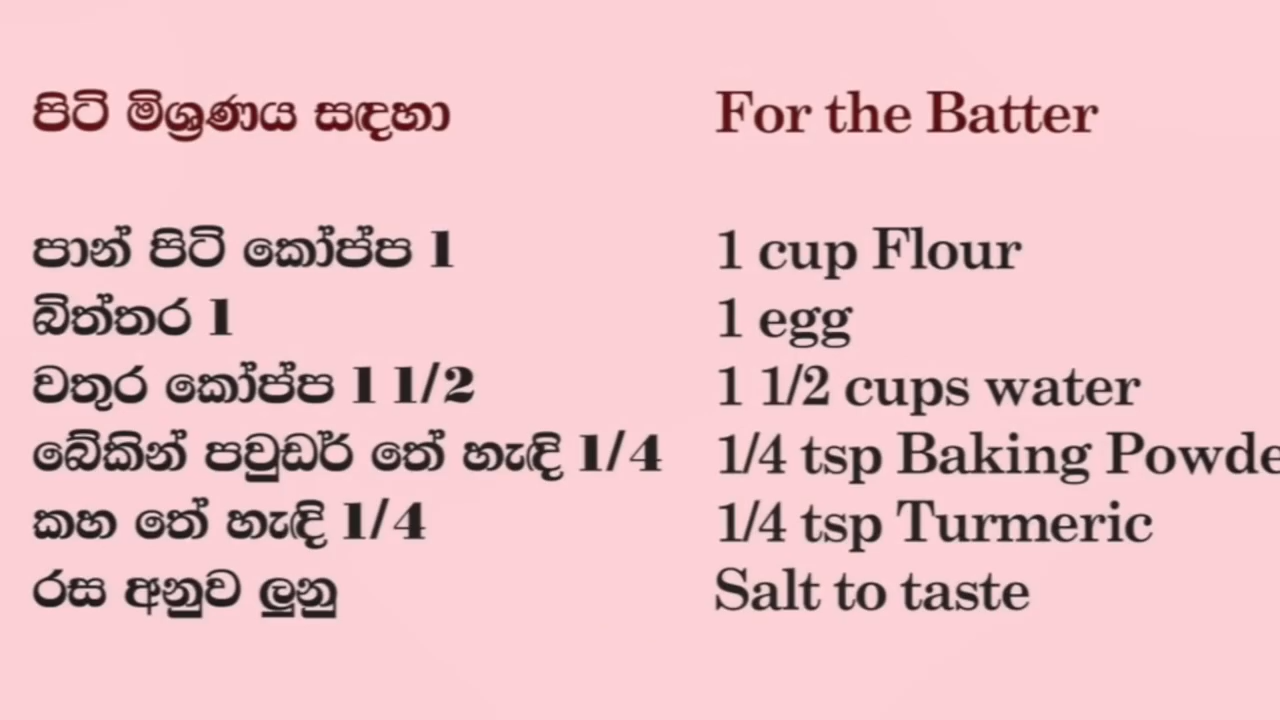 පිටි මිශ්‍රණය සඳහා
පාන් පිටි කෝප්ප 1
බිත්තර 1
වතුර කෝප්ප 1 1/2
බේකින් පවුඩර් තේ හැඳි 1/4
කහ තේ හැඳි 1/4
රස අනුව ලුනු
For the Batter
1 cup Flour
1 egg
1 1/2 cups water
1/4 tsp Baking Powde
1/4 tsp Turmeric
Salt to taste